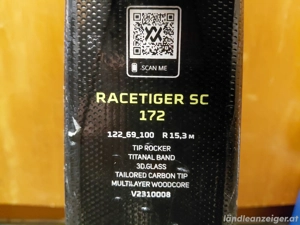 SCAN ME
RACETIGER SC
172
122_69_100 R 15,3 M
TIP ROCKER
TITANAL BAND
3D.GLASS
TAILORED CARBON TIP
MULTILAYER WOODCORE
V2310008
ländleanzeiger.at